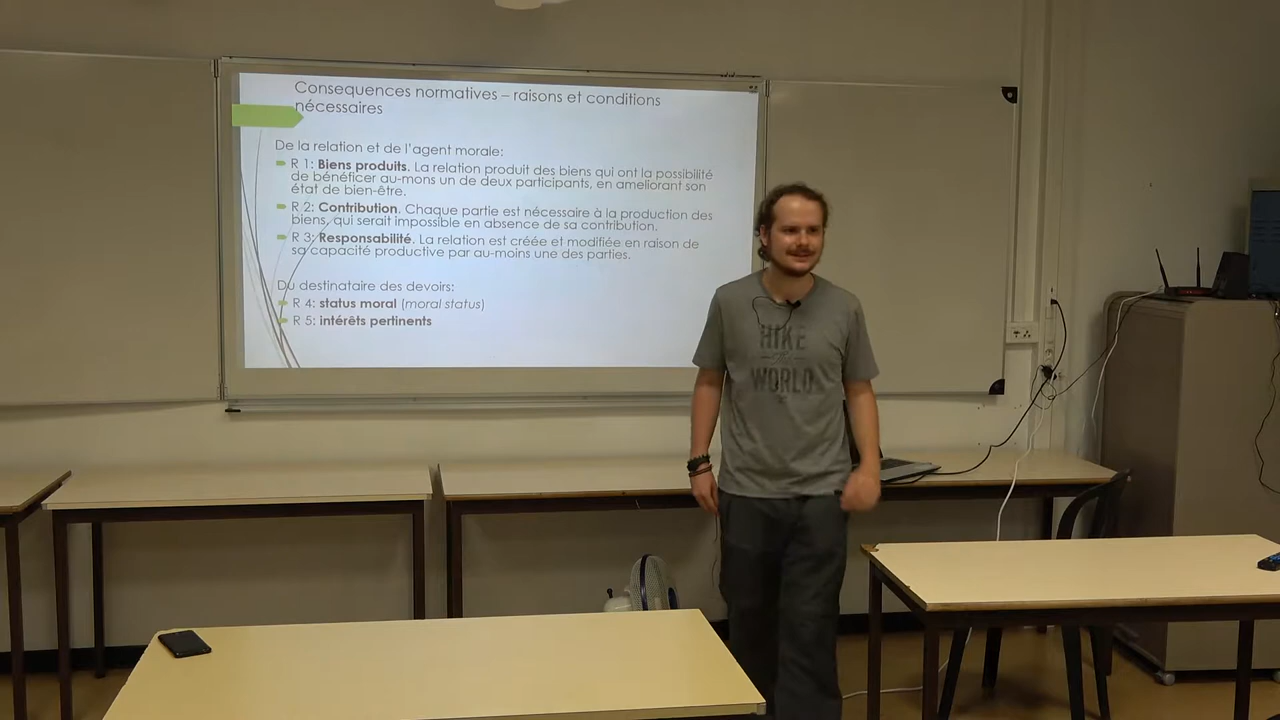 Consequences normatives – raisons et conditions
nécessaires
De la relation et de l'agent morale:
R 1: Biens produits. La relation produit des biens qui ont la possibilité
de bénéficer au-mons un de deux participants, en ameliorant son
état de bien-être.
R 2: Contribution. Chaque partie est nécessaire à la production des
biens, qui serait impossible en absence de sa contribution.
R 3: Responsabilité. La relation est créée et modifiée en raison de
sa capacité productive par au-moins une des parties.
Du destinataire des devoirs:
R 4: status moral (moral status)
R 5: intérêts pertinents
HIKE
The
WORLD